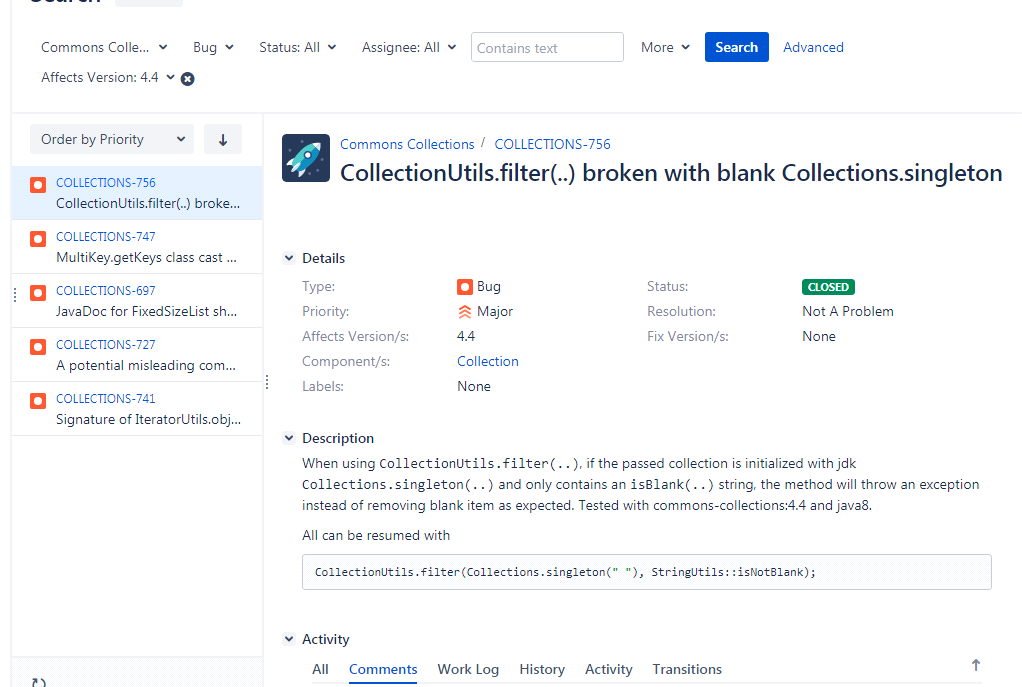 Search
Commons Colle...
Bug
Status: All
Assignee: All
Contains text
More
Search
Advanced
Affects Version: 4.4
Order by Priority
COLLECTIONS-756
CollectionUtils.filter(..) broke...
COLLECTIONS-747
MultiKey.getKeys class cast ...
COLLECTIONS-697
JavaDoc for FixedSizeList sh...
COLLECTIONS-727
A potential misleading com...
COLLECTIONS-741
Signature of IteratorUtils.obj...
Commons Collections / COLLECTIONS-756
CollectionUtils.filter(..) broken with blank Collections.singleton
Details
Type: Bug
Status: CLOSED
Priority: Major
Resolution: Not A Problem
Affects Version/s: 4.4
Fix Version/s: None
Component/s: Collection
Labels: None
Description
When using CollectionUtils.filter(..), if the passed collection is initialized with jdk
Collections.singleton(..) and only contains an isBlank(..) string, the method will throw an exception
instead of removing blank item as expected. Tested with commons-collections:4.4 and java8.
All can be resumed with
CollectionUtils.filter(Collections.singleton(" "), StringUtils::isNotBlank);
Activity
All
Comments
Work Log
History
Activity
Transitions